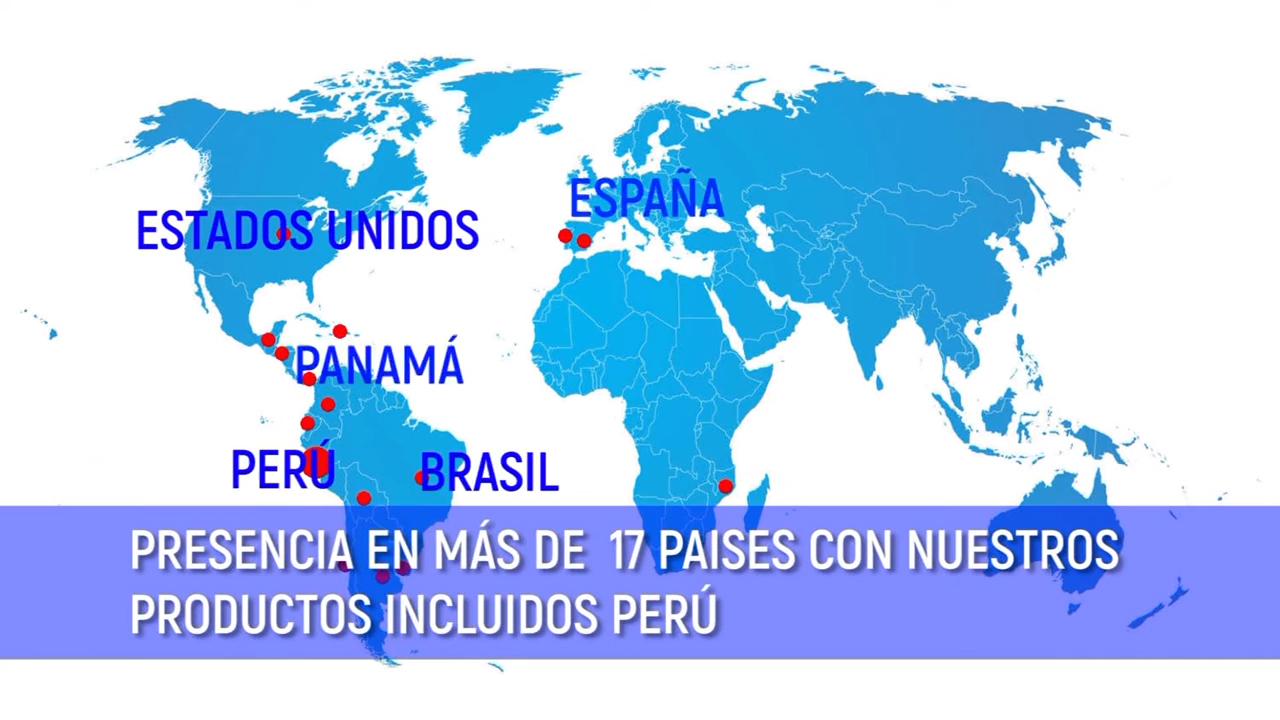 ESPAÑA
ESTADOS UNIDOS
PANAMÁ
PERÚ
BRASIL
PRESENCIA EN MÁS DE 17 PAISES CON NUESTROS
PRODUCTOS INCLUIDOS PERÚ